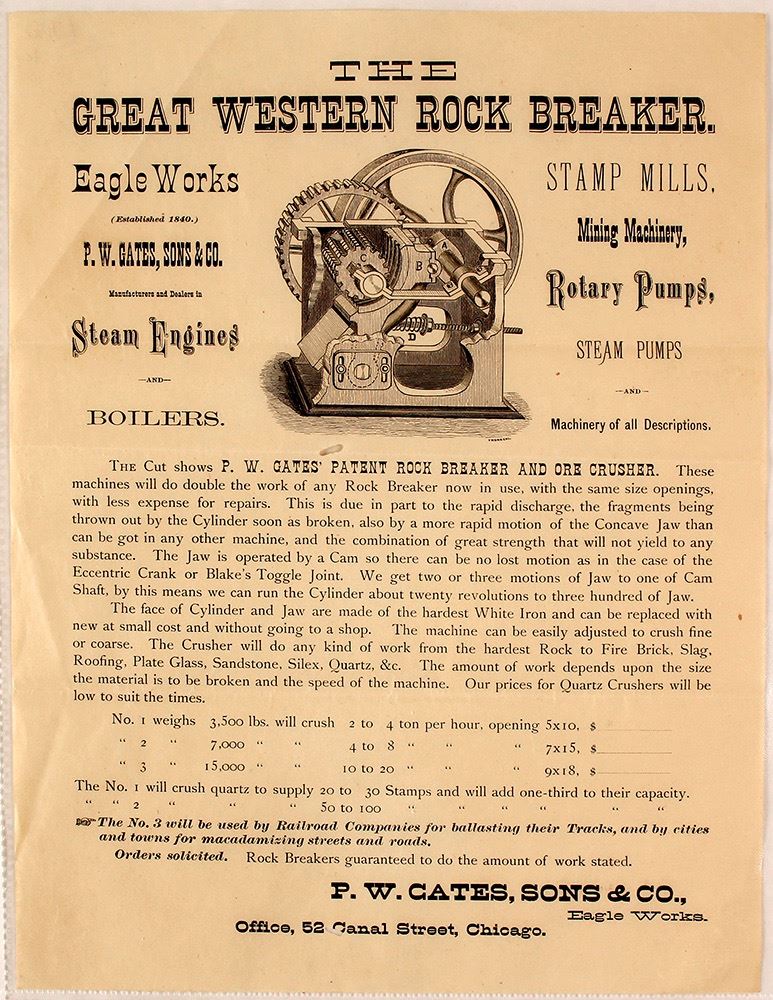 THE
GREAT WESTERN ROCK BREAKER.
Eagle Works
(Established 1840.)
P. W. GATES, SONS & CO.
Manufacturers and Dealers in
Steam Engines
—AND—
BOILERS.
C
B
A
D
STAMP MILLS,
Mining Machinery,
Rotary Pumps,
STEAM PUMPS
—AND—
Machinery of all Descriptions.
THE Cut shows P. W. GATES' PATENT ROCK BREAKER AND ORE CRUSHER. These
machines will do double the work of any Rock Breaker now in use, with the same size openings,
with less expense for repairs. This is due in part to the rapid discharge, the fragments being
thrown out by the Cylinder soon as broken, also by a more rapid motion of the Concave Jaw than
can be got in any other machine, and the combination of great strength that will not yield to any
substance. The Jaw is operated by a Cam so there can be no lost motion as in the case of the
Eccentric Crank or Blake's Toggle Joint. We get two or three motions of Jaw to one of Cam
Shaft, by this means we can run the Cylinder about twenty revolutions to three hundred of Jaw.
The face of Cylinder and Jaw are made of the hardest White Iron and can be replaced with
new at small cost and without going to a shop. The machine can be easily adjusted to crush fine
or coarse. The Crusher will do any kind of work from the hardest Rock to Fire Brick, Slag,
Roofing, Plate Glass, Sandstone, Silex, Quartz, &c. The amount of work depends upon the size
the material is to be broken and the speed of the machine. Our prices for Quartz Crushers will be
low to suit the times.
No. 1 weighs 3,500 lbs. will crush 2 to 4 ton per hour, opening 5x10, $
" 2 " 7,000 " " 4 to 8 " " " 7x15, $
" 3 " 15,000 " " 10 to 20 " " " 9x18, $
The No. 1 will crush quartz to supply 20 to 30 Stamps and will add one-third to their capacity.
" " 2 " " " 50 to 100 " " " " " "
☞ The No. 3 will be used by Railroad Companies for ballasting their Tracks, and by cities
and towns for macadamizing streets and roads.
Orders solicited. Rock Breakers guaranteed to do the amount of work stated.
P. W. GATES, SONS & CO.,
Eagle Works.
Office, 52 Canal Street, Chicago.